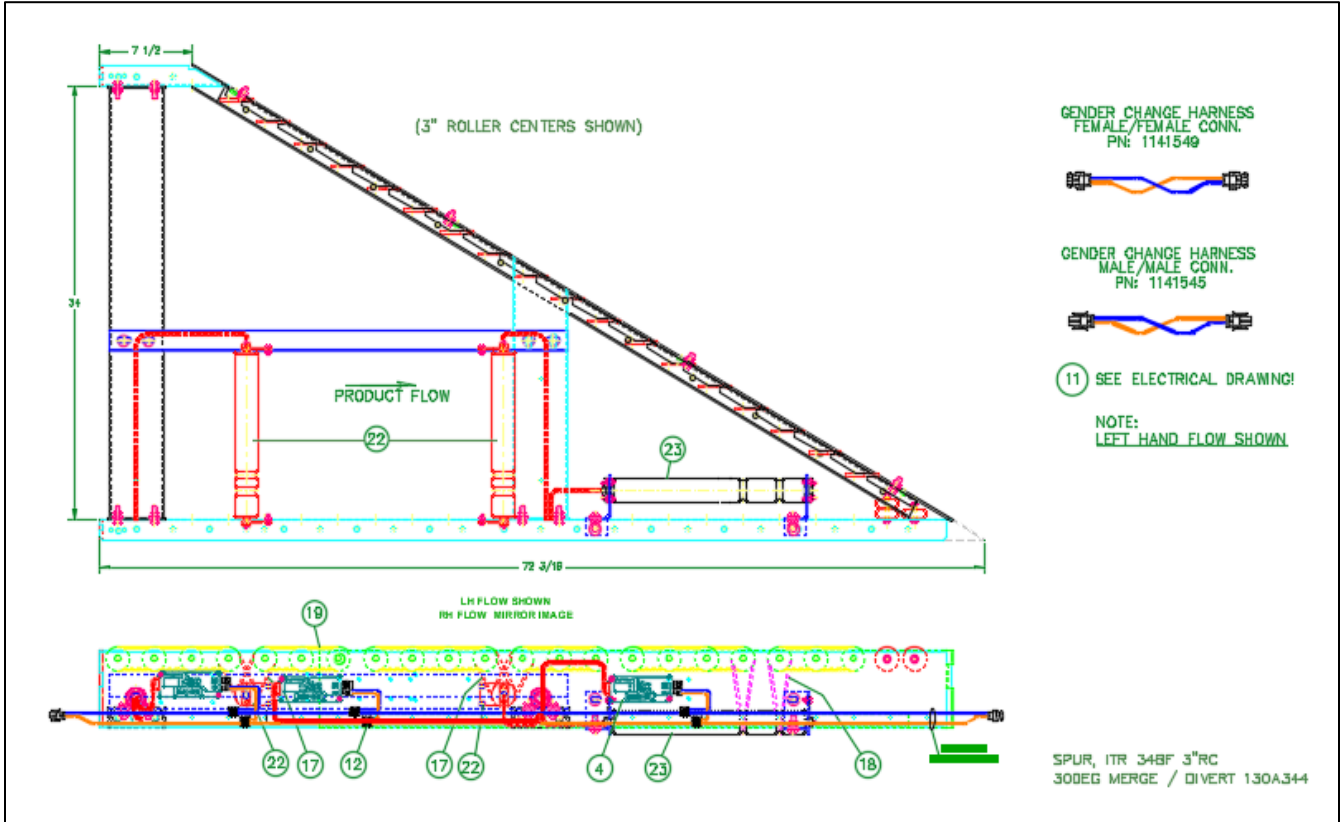 7 1/2
(3" ROLLER CENTERS SHOWN)
GENDER CHANGE HARNESS
FEMALE/FEMALE CONN.
PN: 1141549
GENDER CHANGE HARNESS
MALE/MALE CONN.
PN: 1141545
34
PRODUCT FLOW
11 SEE ELECTRICAL DRAWING!
22
NOTE:
LEFT HAND FLOW SHOWN
23
72 3/16
LH FLOW SHOWN
RH FLOW MIRROR IMAGE
19
22
17
12
17
22
4
23
18
SPUR, ITR 34BF 3"RC
30DEG MERGE / DIVERT 130A344